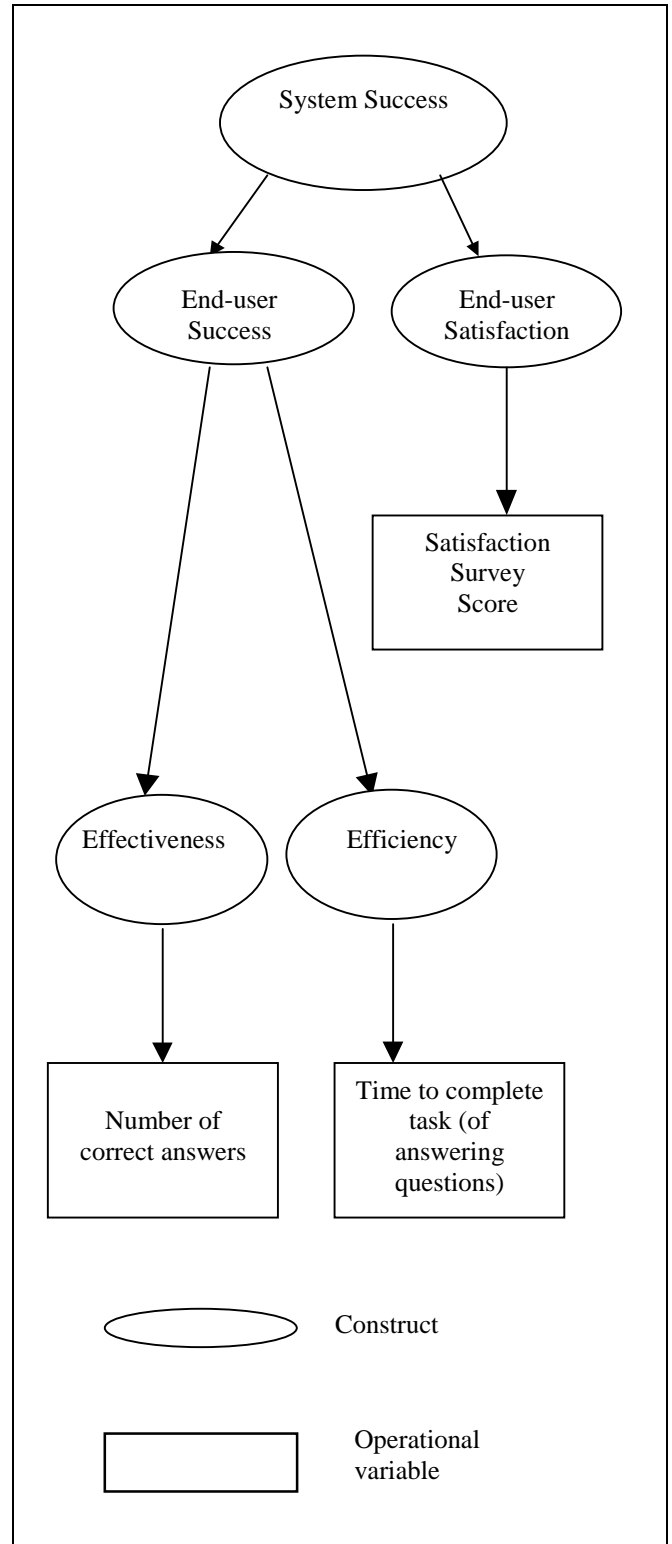 System Success
End-user
Success
End-user
Satisfaction
Satisfaction
Survey
Score
Effectiveness
Efficiency
Number of
correct answers
Time to complete
task (of
answering
questions)
Construct
Operational
variable